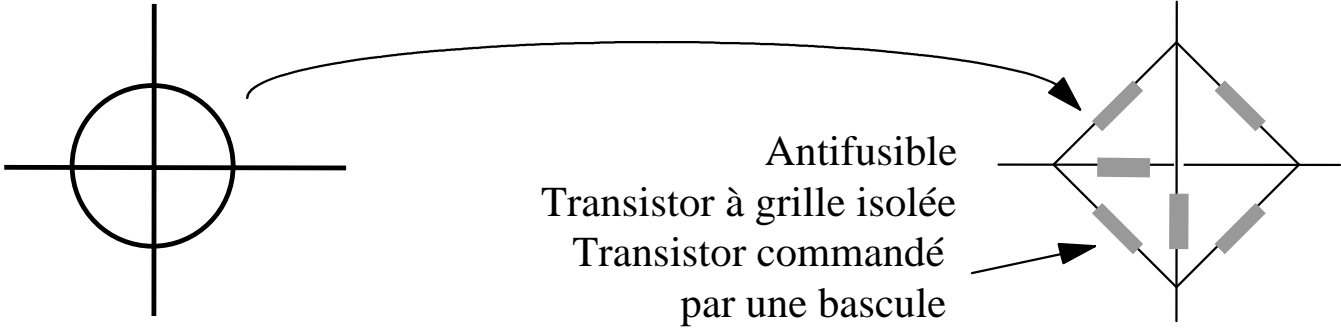 Antifusible
Transistor à grille isolée
Transistor commandé
par une bascule